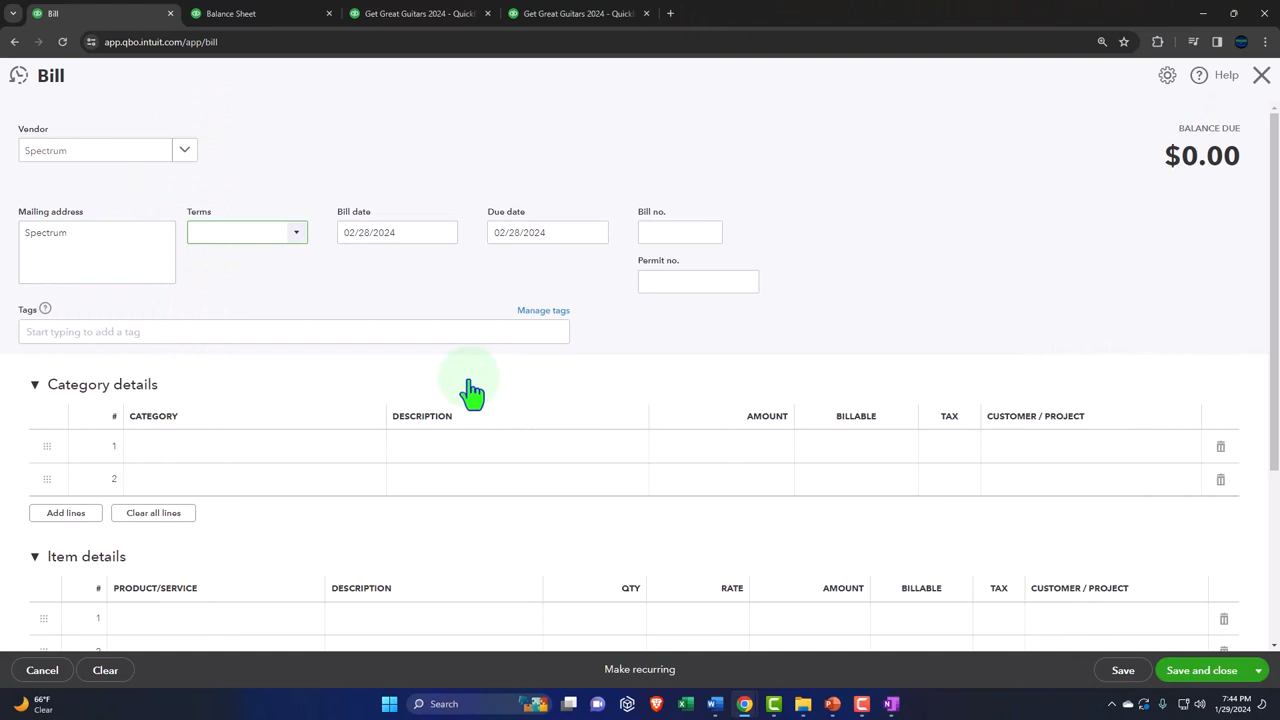 Bill
Balance Sheet
Get Great Guitars 2024 - Quick
Get Great Guitars 2024 - Quick
app.qbo.intuit.com/app/bill
Bill
Help
Vendor
Spectrum
BALANCE DUE
$0.00
Mailing address
Terms
Bill date
Due date
Bill no.
Spectrum
02/28/2024
02/28/2024
Permit no.
Tags
Manage tags
Start typing to add a tag
Category details
# CATEGORY DESCRIPTION AMOUNT BILLABLE TAX CUSTOMER / PROJECT
1
2
Add lines
Clear all lines
Item details
# PRODUCT/SERVICE DESCRIPTION QTY RATE AMOUNT BILLABLE TAX CUSTOMER / PROJECT
1
Cancel
Clear
Make recurring
Save
Save and close
66°F
Clear
Search
7:44 PM
1/29/2024